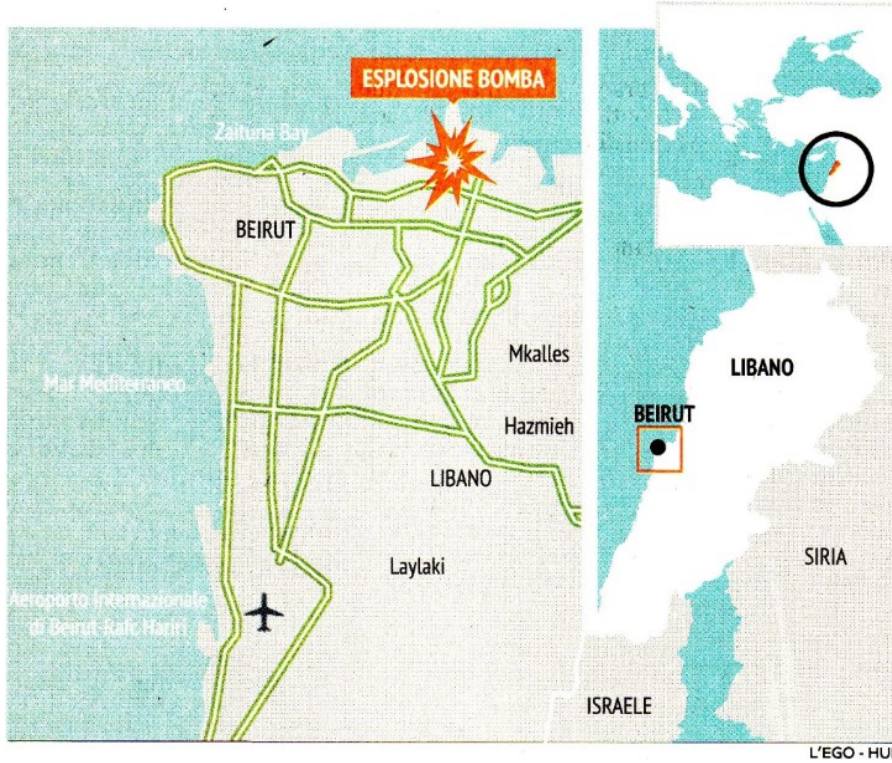 ESPLOSIONE BOMBA
Zaituna Bay
BEIRUT
Mkalles
Mar Mediterraneo
Hazmieh
LIBANO
Laylaki
Aeroporto Internazionale
di Beirut-Rafc Hariri
LIBANO
BEIRUT
SIRIA
ISRAELE
L'EGO - HU